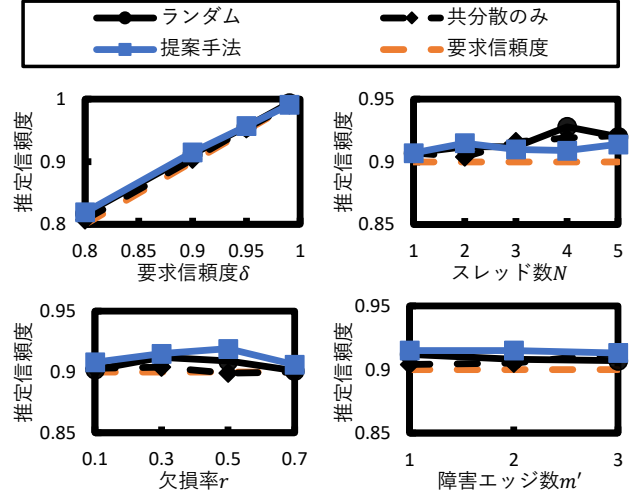 ランダム 共分散のみ
提案手法 要求信頼度
推定信頼度
1
0.9
0.8
0.8 0.85 0.9 0.95 1
要求信頼度δ
推定信頼度
0.95
0.9
0.85
1 2 3 4 5
スレッド数N
推定信頼度
0.95
0.9
0.85
0.1 0.3 0.5 0.7
欠損率r
推定信頼度
0.95
0.9
0.85
1 2 3
障害エッジ数m′